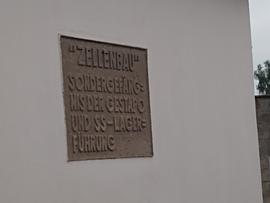 "ZELLENBAU"
SONDERGEFÄNG=
NIS DER GESTAPO
UND SS-LAGER=
FÜHRUNG